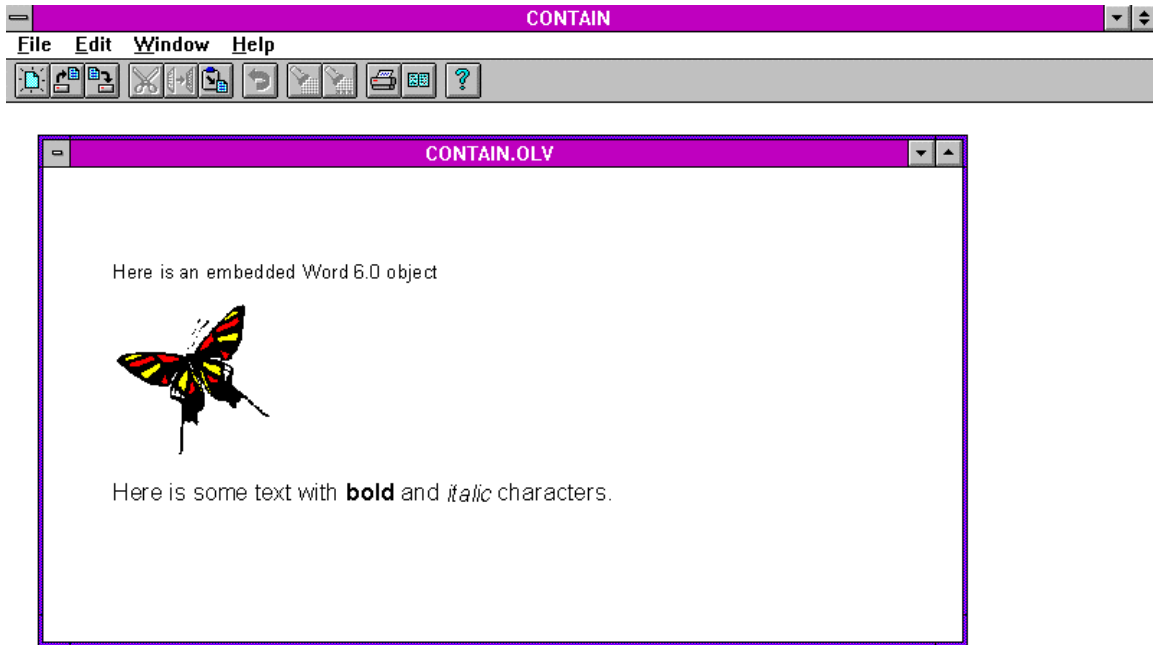 CONTAIN
File Edit Window Help
?
CONTAIN.OLV
Here is an embedded Word 6.0 object
Here is some text with bold and italic characters.